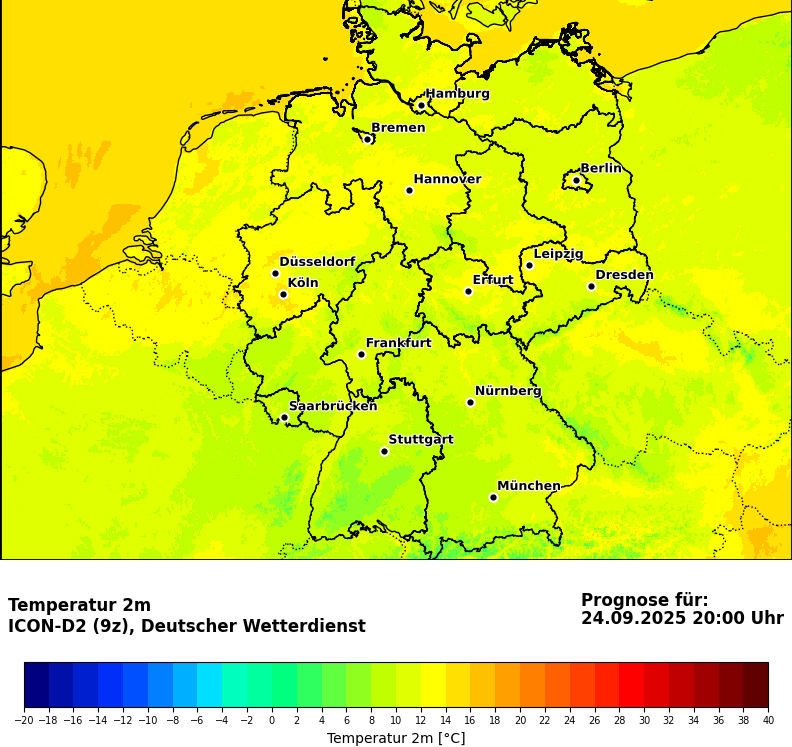 Hamburg
Bremen
Hannover
Berlin
Düsseldorf
Köln
Leipzig
Erfurt
Dresden
Frankfurt
Saarbrücken
Nürnberg
Stuttgart
München
Temperatur 2m
ICON-D2 (9z), Deutscher Wetterdienst
Prognose für:
24.09.2025 20:00 Uhr
−20 −18 −16 −14 −12 −10 −8 −6 −4 −2 0 2 4 6 8 10 12 14 16 18 20 22 24 26 28 30 32 34 36 38 40
Temperatur 2m [°C]